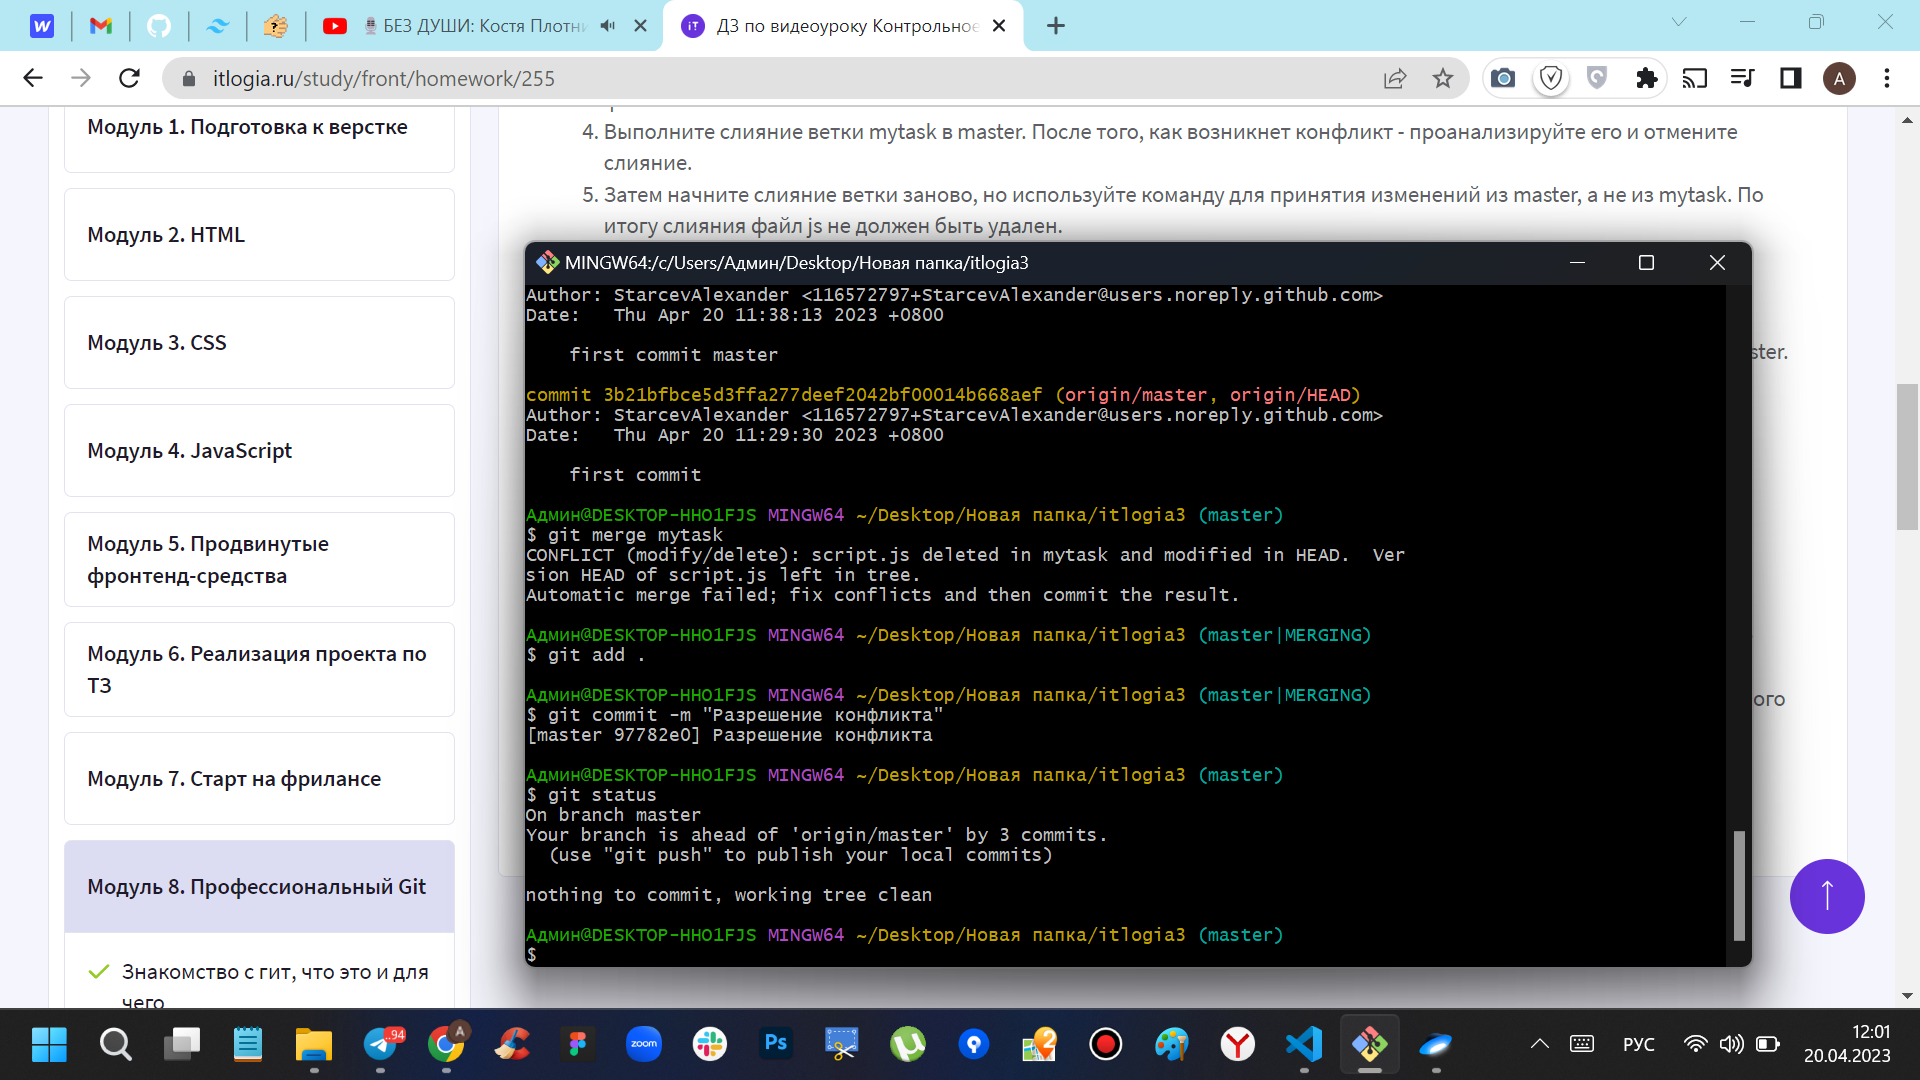 БЕЗ ДУШИ: Костя Плотни
ДЗ по видеоуроку Контрольное
itlogia.ru/study/front/homework/255
A
Модуль 1. Подготовка к верстке
Модуль 2. HTML
Модуль 3. CSS
Модуль 4. JavaScript
Модуль 5. Продвинутые
фронтенд-средства
Модуль 6. Реализация проекта по
ТЗ
Модуль 7. Старт на фрилансе
Модуль 8. Профессиональный Git
Знакомство с гит, что это и для
чего
4. Выполните слияние ветки mytask в master. После того, как возникнет конфликт - проанализируйте его и отмените
слияние.
5. Затем начните слияние ветки заново, но используйте команду для принятия изменений из master, а не из mytask. По
итогу слияния файл js не должен быть удален.
ster.
ого
MINGW64:/c/Users/Админ/Desktop/Новая папка/itlogia3
Author: StarcevAlexander <116572797+StarcevAlexander@users.noreply.github.com>
Date:   Thu Apr 20 11:38:13 2023 +0800
first commit master
commit 3b21bfbce5d3ffa277deef2042bf00014b668aef (origin/master, origin/HEAD)
Author: StarcevAlexander <116572797+StarcevAlexander@users.noreply.github.com>
Date:   Thu Apr 20 11:29:30 2023 +0800
first commit
Админ@DESKTOP-HHO1FJS MINGW64 ~/Desktop/Новая папка/itlogia3 (master)
$ git merge mytask
CONFLICT (modify/delete): script.js deleted in mytask and modified in HEAD.  Ver
sion HEAD of script.js left in tree.
Automatic merge failed; fix conflicts and then commit the result.
Админ@DESKTOP-HHO1FJS MINGW64 ~/Desktop/Новая папка/itlogia3 (master|MERGING)
$ git add .
Админ@DESKTOP-HHO1FJS MINGW64 ~/Desktop/Новая папка/itlogia3 (master|MERGING)
$ git commit -m "Разрешение конфликта"
[master 97782e0] Разрешение конфликта
Админ@DESKTOP-HHO1FJS MINGW64 ~/Desktop/Новая папка/itlogia3 (master)
$ git status
On branch master
Your branch is ahead of 'origin/master' by 3 commits.
(use "git push" to publish your local commits)
nothing to commit, working tree clean
Админ@DESKTOP-HHO1FJS MINGW64 ~/Desktop/Новая папка/itlogia3 (master)
$
..94
A
zoom
Ps
2
РУС
12:01
20.04.2023